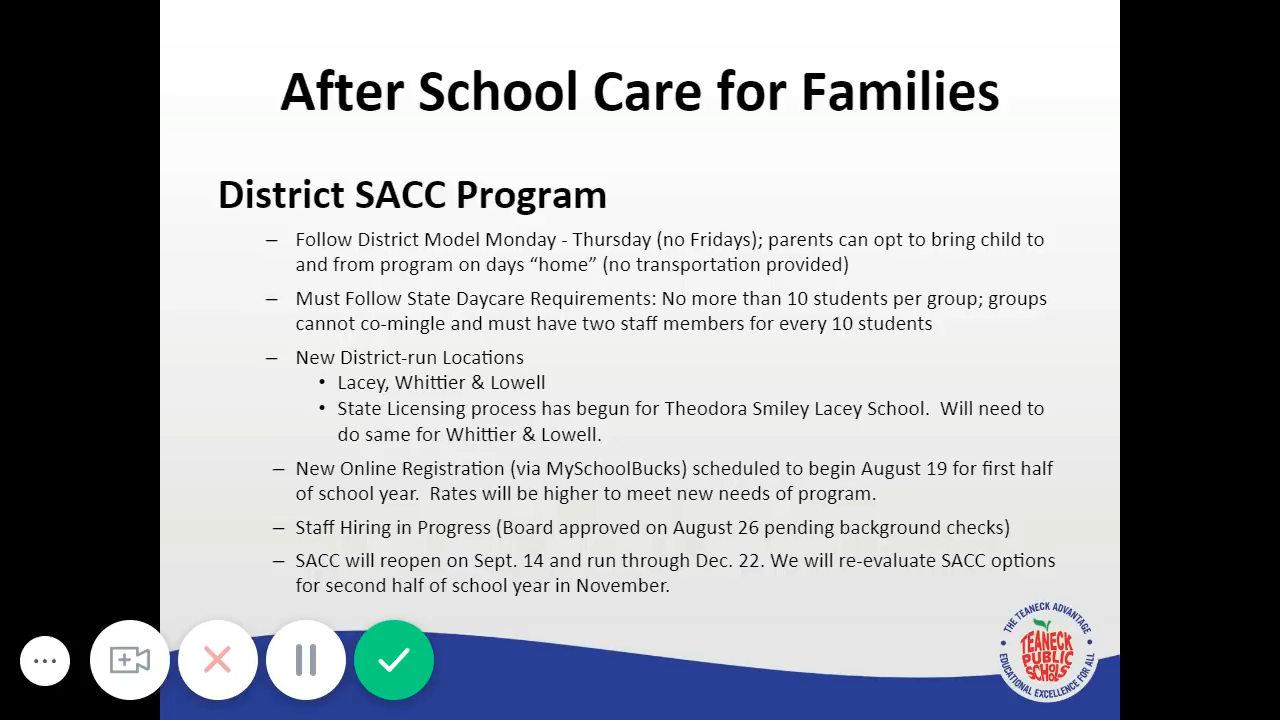 After School Care for Families
District SACC Program
– Follow District Model Monday - Thursday (no Fridays); parents can opt to bring child to
and from program on days “home” (no transportation provided)
– Must Follow State Daycare Requirements: No more than 10 students per group; groups
cannot co-mingle and must have two staff members for every 10 students
– New District-run Locations
• Lacey, Whittier & Lowell
• State Licensing process has begun for Theodora Smiley Lacey School.  Will need to
do same for Whittier & Lowell.
– New Online Registration (via MySchoolBucks) scheduled to begin August 19 for first half
of school year.  Rates will be higher to meet new needs of program.
– Staff Hiring in Progress (Board approved on August 26 pending background checks)
– SACC will reopen on Sept. 14 and run through Dec. 22. We will re-evaluate SACC options
for second half of school year in November.
• THE TEANECK ADVANTAGE •
TEANECK
PUBLIC
SCHOOLS
EDUCATIONAL EXCELLENCE FOR ALL